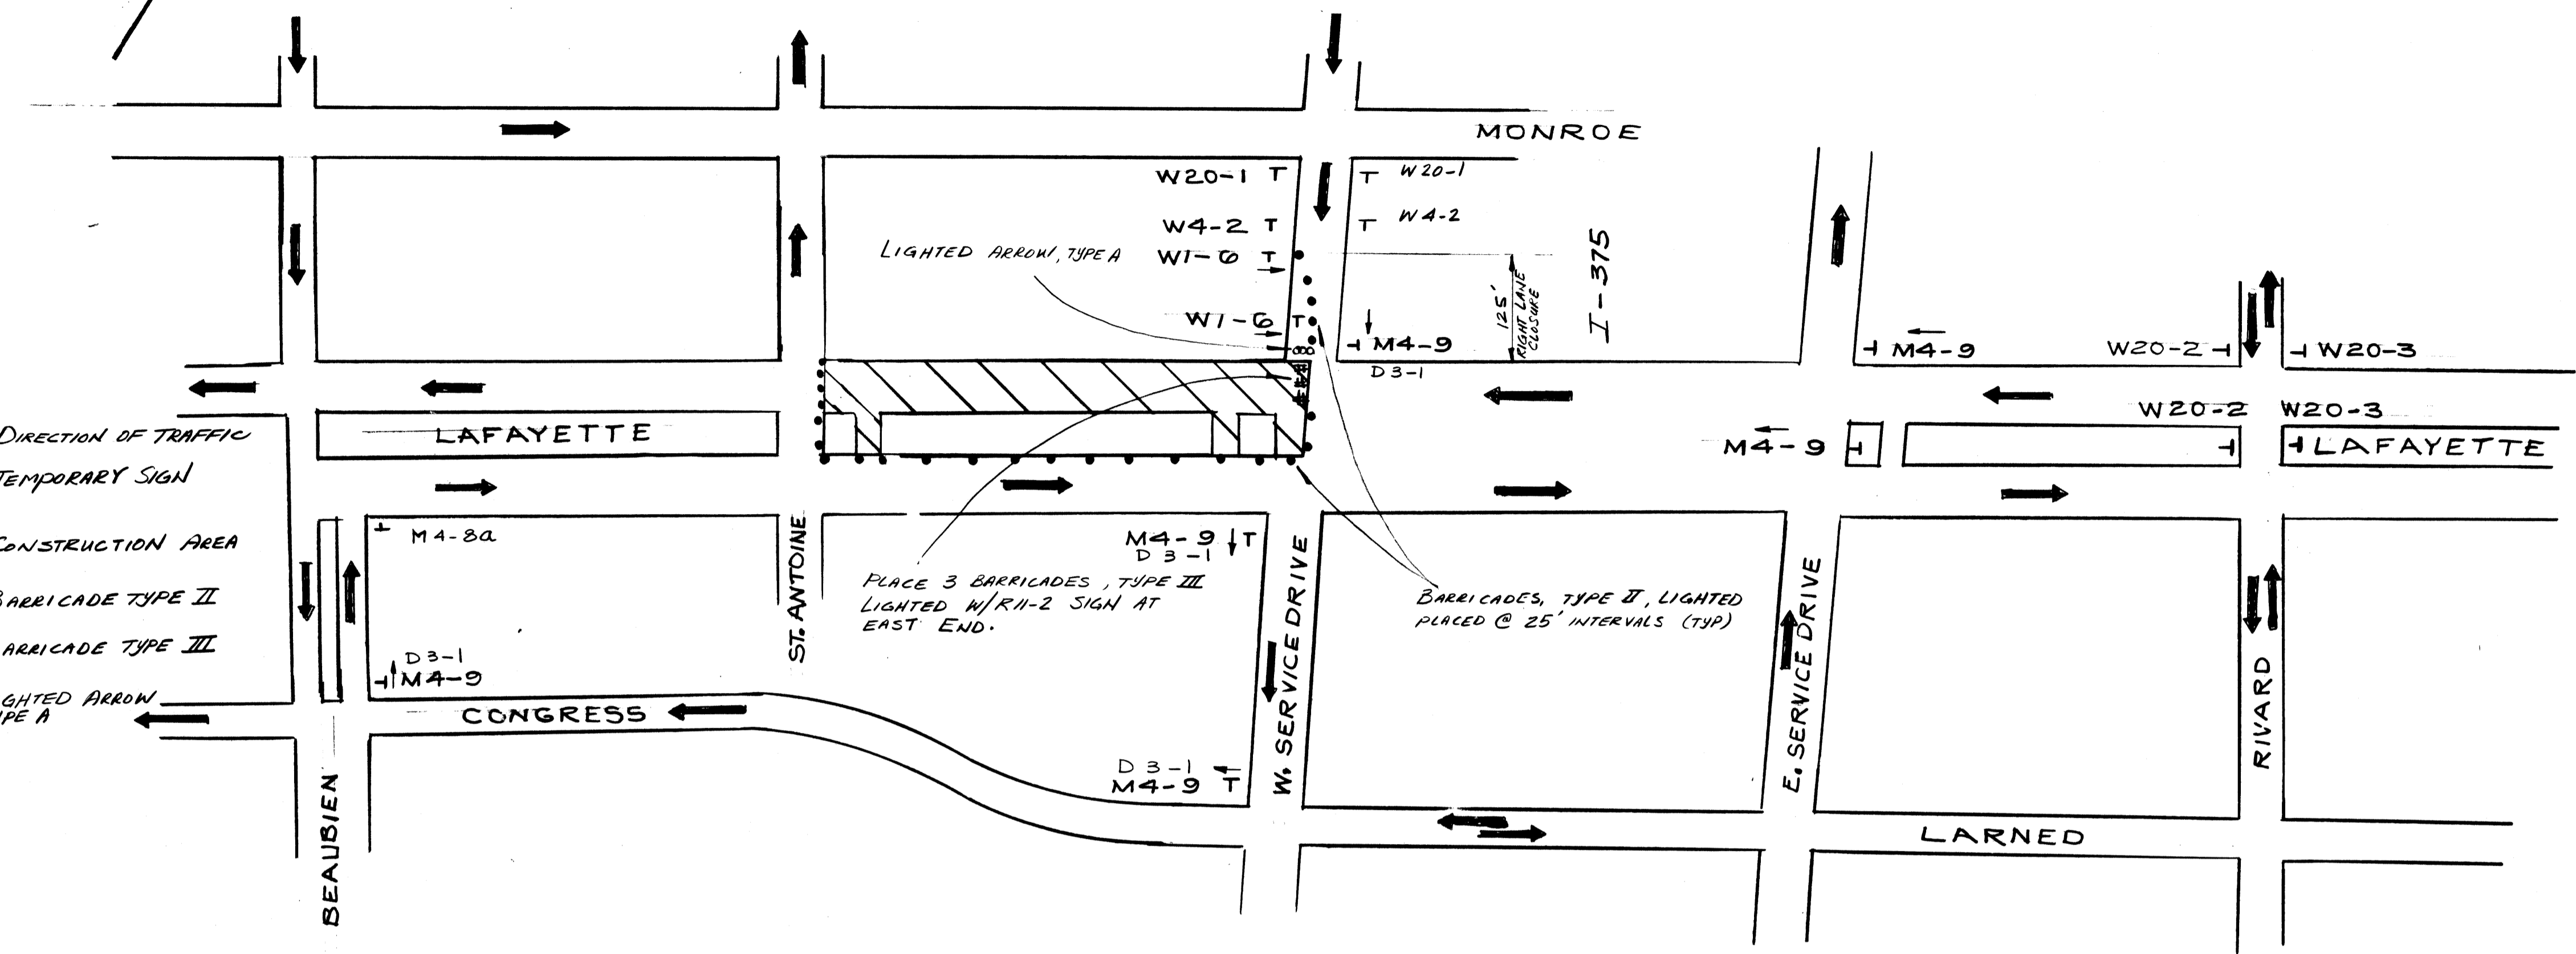 MONROE
W20-1 T
T W20-1
W4-2 T
T W4-2
LIGHTED ARROW, TYPE A
W1-6 T
W1-6 T
125'
RIGHT LANE
CLOSURE
I-375
M4-9
D3-1
M4-9
W20-2
W20-3
W20-2
W20-3
M4-9
LAFAYETTE
LAFAYETTE
DIRECTION OF TRAFFIC
TEMPORARY SIGN
CONSTRUCTION AREA
BARRICADE TYPE II
ARRICADE TYPE III
GHTED ARROW
PE A
M4-8a
D3-1
M4-9
ST. ANTOINE
M4-9 T
D3-1
PLACE 3 BARRICADES, TYPE III
LIGHTED W/R11-2 SIGN AT
EAST END.
W. SERVICE DRIVE
BARRICADES, TYPE II, LIGHTED
PLACED @ 25' INTERVALS (TYP)
E. SERVICE DRIVE
RIVARD
CONGRESS
D3-1
M4-9 T
BEAUBIEN
LARNED